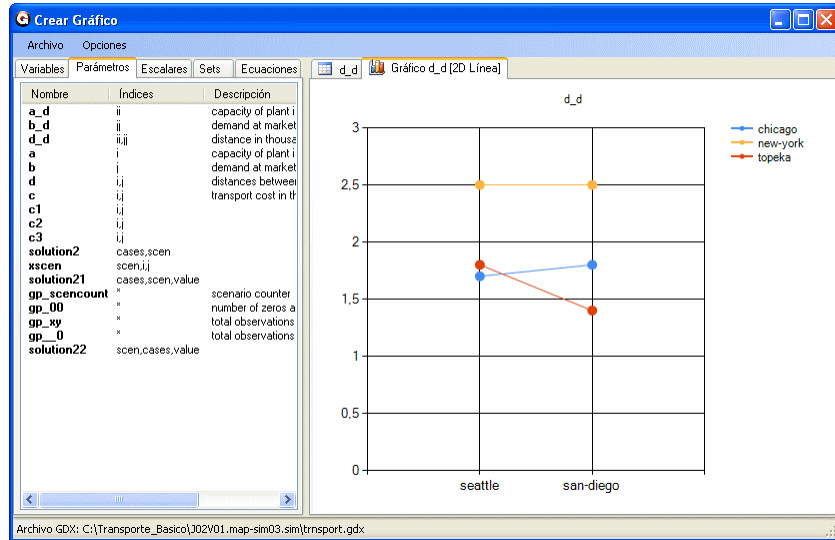 Crear Gráfico
Archivo Opciones
Variables Parámetros Escalares Sets Ecuaciones
Nombre Índices Descripción
a_d ii capacity of plant i
b_d jj demand at market
d_d ii,jj distance in thousa
a i capacity of plant i
b j demand at market
d i,j distances between
c i,j transport cost in th
c1 i,j
c2 i,j
c3 i,j
solution2 cases,scen
xscen scen,i,j
solution21 cases,scen,value
gp_scencount * scenario counter
gp_00 * number of zeros a
gp_xy * total observations
gp__0 * total observations
solution22 scen,cases,value
d_d Gráfico d_d [2D Línea]
d_d
3
2,5
2
1,5
1
0,5
0
seattle san-diego
chicago
new-york
topeka
Archivo GDX: C:\Transporte_Basico\J02V01.map-sim03.sim\trnsport.gdx